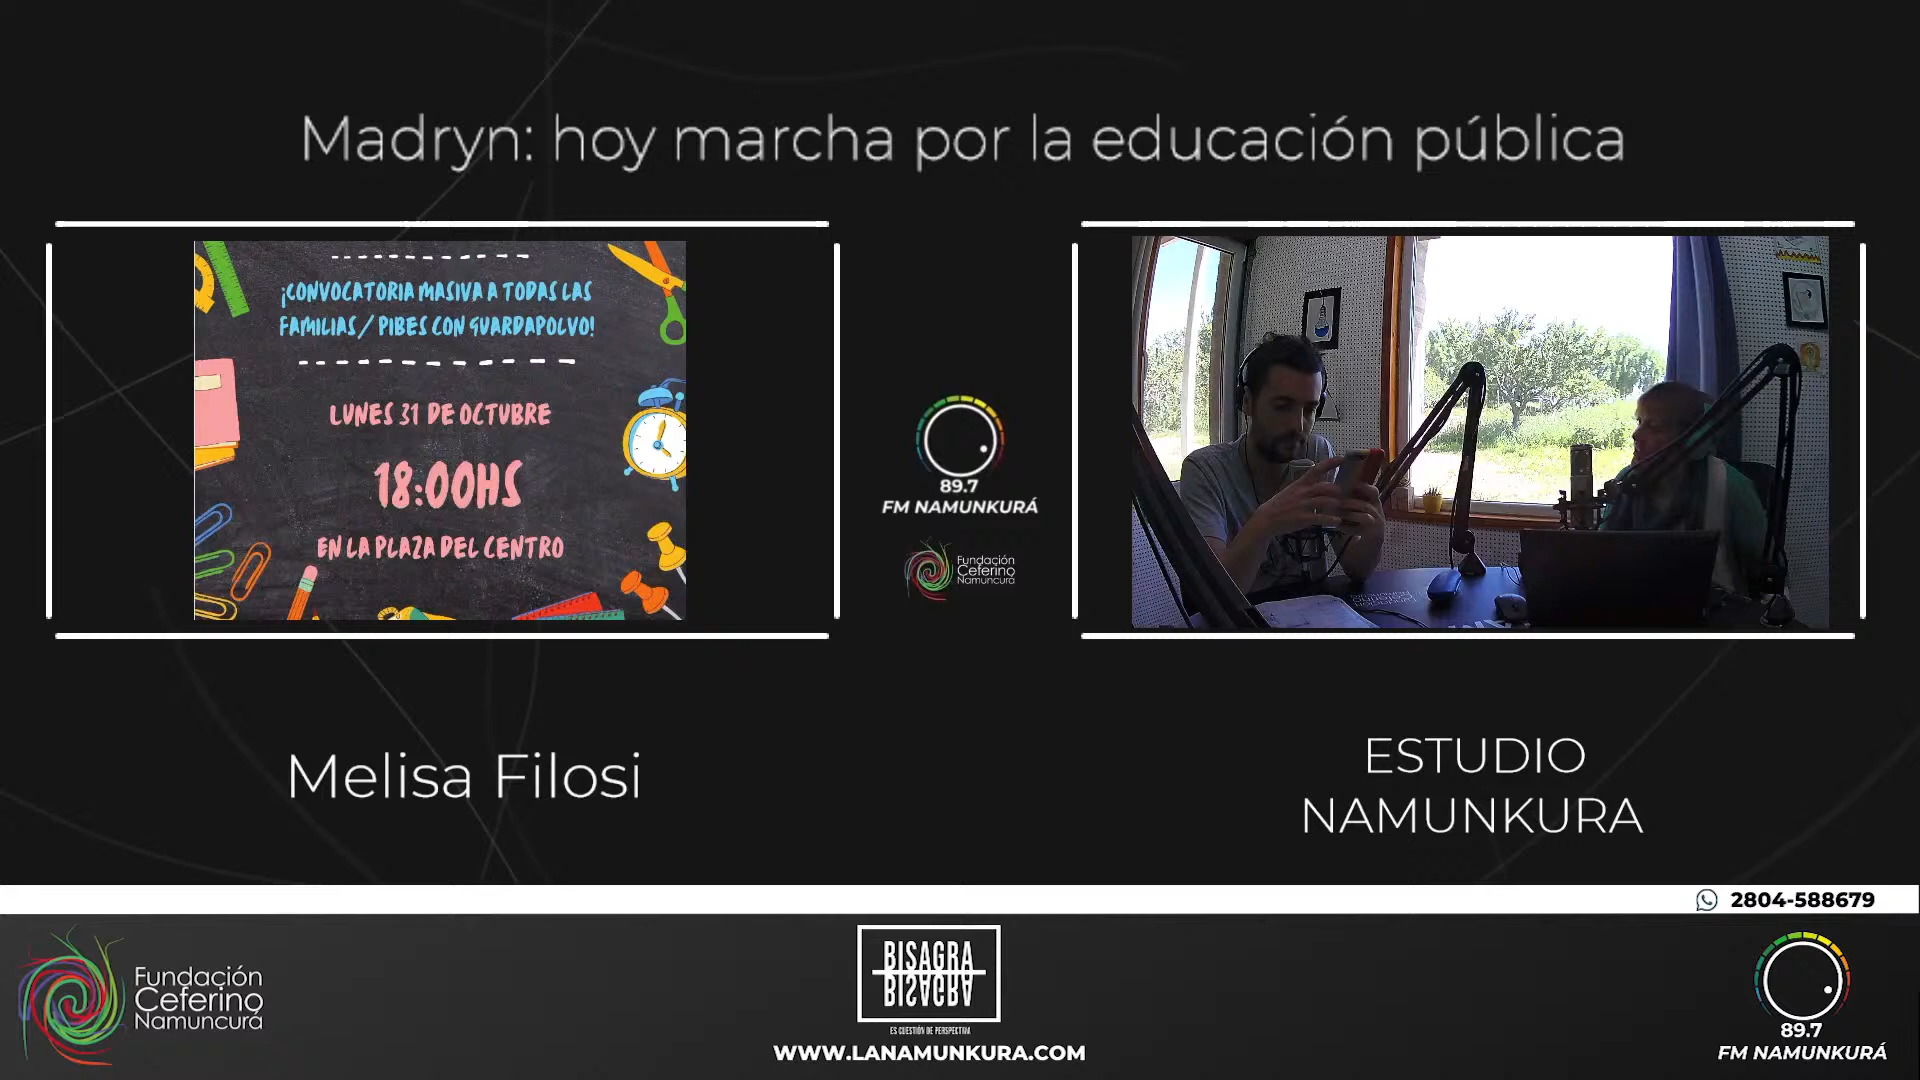 Madryn: hoy marcha por la educación pública
¡CONVOCATORIA MASIVA A TODAS LAS
FAMILIAS/ PIBES CON GUARDAPOLVO!
LUNES 31 DE OCTUBRE
18:00HS
EN LA PLAZA DEL CENTRO
89.7
FM NAMUNKURÁ
Fundación
Ceferino
Namuncurá
Melisa Filosi
ESTUDIO
NAMUNKURA
2804-588679
Fundación
Ceferino
Namuncurá
BISAGRA
BISAGRA
ES CUESTIÓN DE PERSPECTIVA
WWW.LANAMUNKURA.COM
89.7
FM NAMUNKURÁ